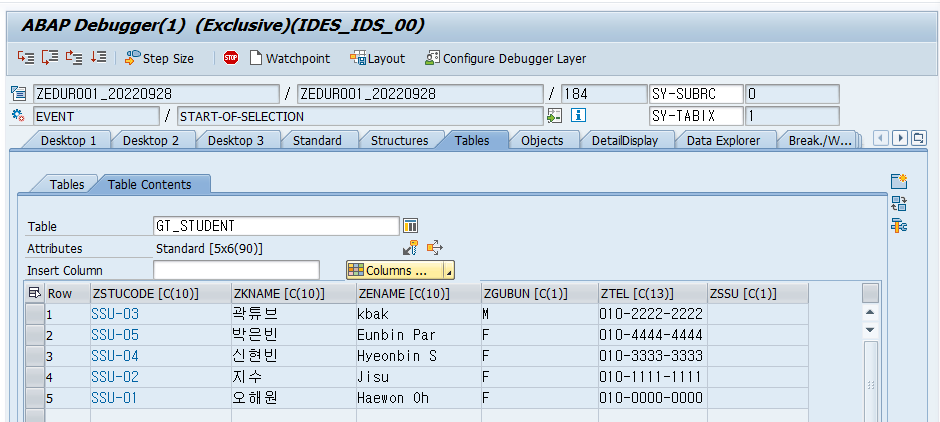 ABAP Debugger(1) (Exclusive)(IDES_IDS_00)
Step Size Watchpoint Layout Configure Debugger Layer
ZEDUR001_20220928 / ZEDUR001_20220928 / 184 SY-SUBRC 0
EVENT / START-OF-SELECTION SY-TABIX 1
Desktop 1 Desktop 2 Desktop 3 Standard Structures Tables Objects DetailDisplay Data Explorer Break./W...
Tables Table Contents
Table GT_STUDENT
Attributes Standard [5x6(90)]
Insert Column Columns ...
Row ZSTUCODE [C(10)] ZKNAME [C(10)] ZENAME [C(10)] ZGUBUN [C(1)] ZTEL [C(13)] ZSSU [C(1)]
1 SSU-03 곽튜브 kbak M 010-2222-2222
2 SSU-05 박은빈 Eunbin Par F 010-4444-4444
3 SSU-04 신현빈 Hyeonbin S F 010-3333-3333
4 SSU-02 지수 Jisu F 010-1111-1111
5 SSU-01 오해원 Haewon Oh F 010-0000-0000